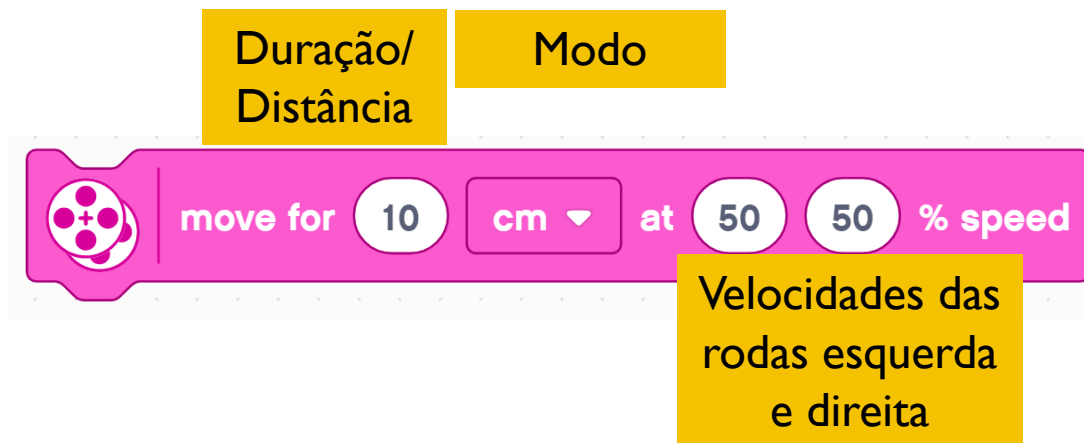 Duração/
Distância
Modo
move for 10 cm at 50 50 % speed
Velocidades das
rodas esquerda
e direita